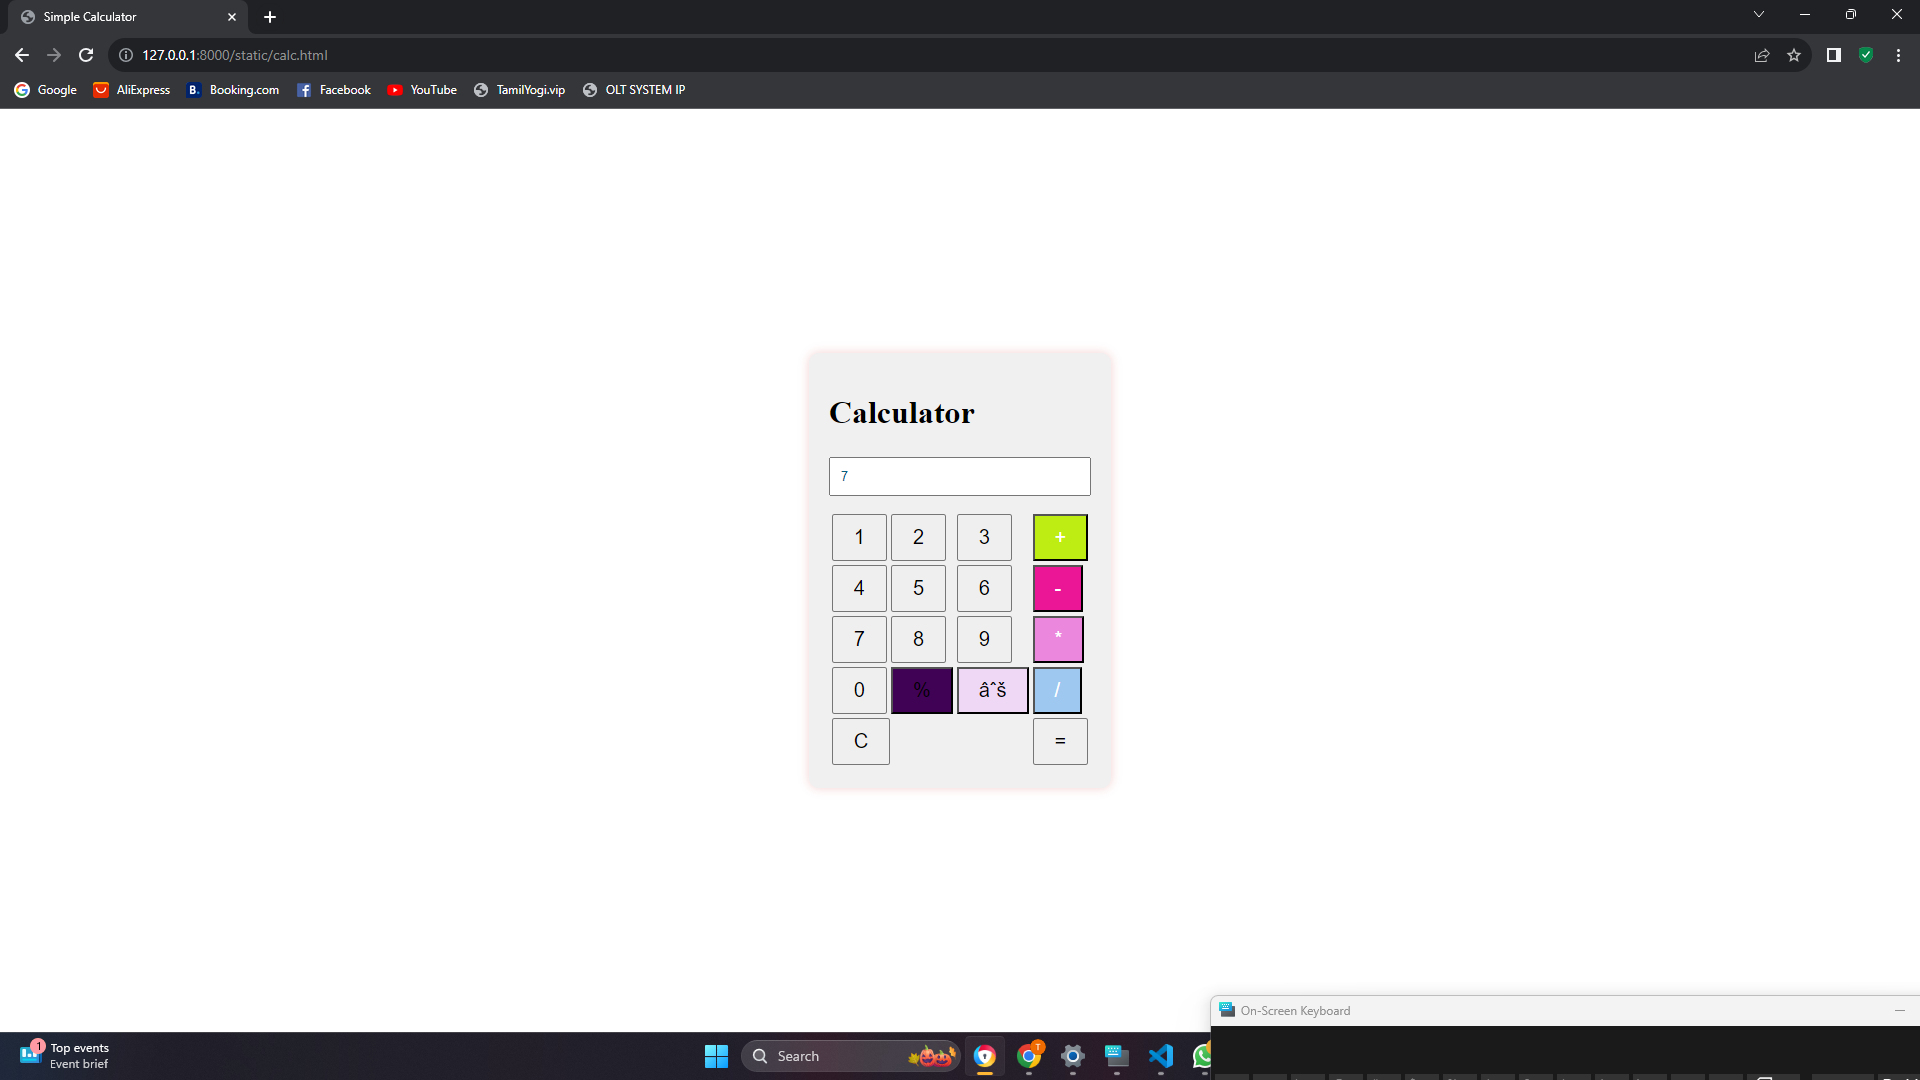 Simple Calculator
127.0.0.1:8000/static/calc.html
Google AliExpress B. Booking.com Facebook YouTube TamilYogi.vip OLT SYSTEM IP
Calculator
7
1 2 3 +
4 5 6 -
7 8 9 *
0 % âˆš /
C =
On-Screen Keyboard
1 Top events
Event brief
Search
T